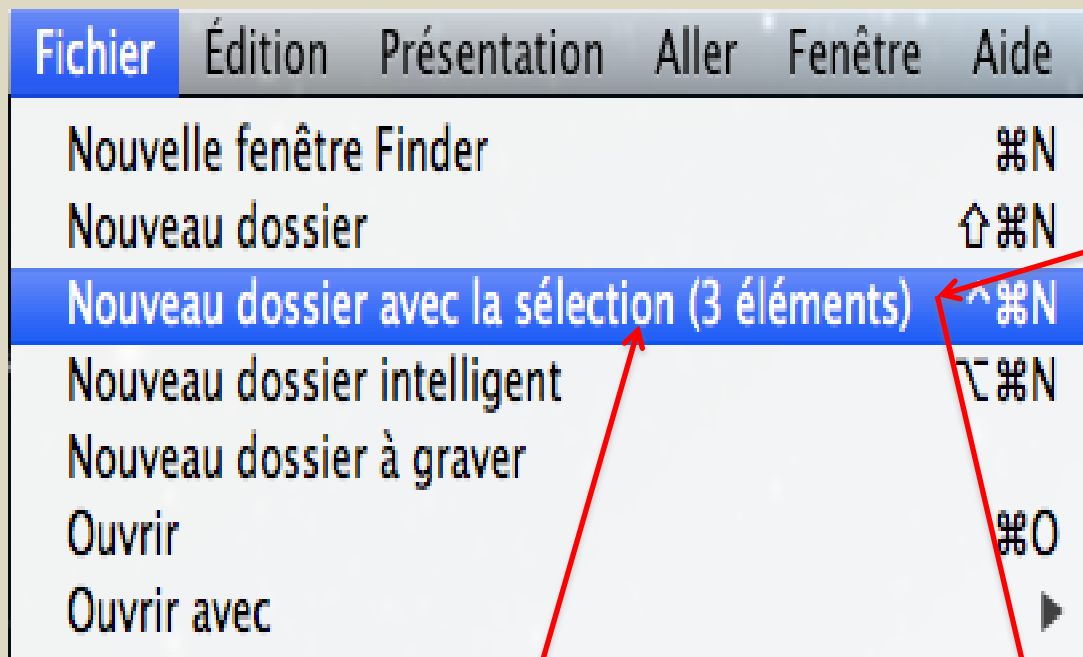 Fichier Édition Présentation Aller Fenêtre Aide
Nouvelle fenêtre Finder ⌘N
Nouveau dossier ⇧⌘N
Nouveau dossier avec la sélection (3 éléments) ^⌘N
Nouveau dossier intelligent ⌥⌘N
Nouveau dossier à graver
Ouvrir ⌘O
Ouvrir avec ▶